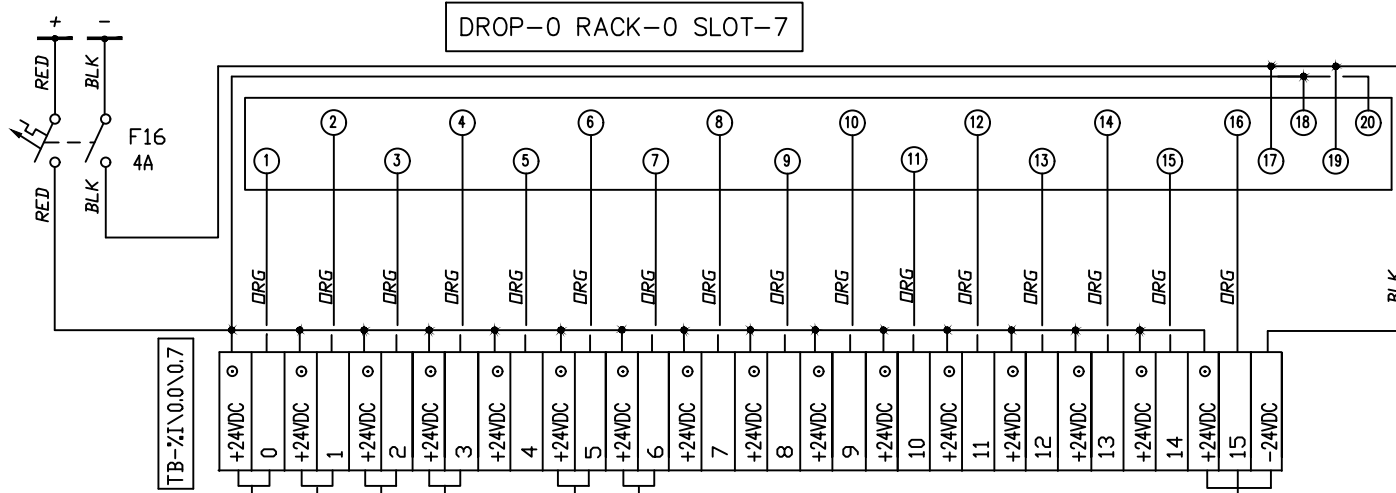 DROP-0 RACK-0 SLOT-7
+ -
RED BLK
F16
4A
RED BLK
2 4 6 8 10 12 14 16 18 20
1 3 5 7 9 11 13 15 17 19
ORG ORG ORG ORG ORG ORG ORG ORG ORG ORG ORG ORG ORG ORG ORG ORG
BLK
TB-%I\0.0\0.7
+24VDC 0 +24VDC 1 +24VDC 2 +24VDC 3 +24VDC 4 +24VDC 5 +24VDC 6 +24VDC 7 +24VDC 8 +24VDC 9 +24VDC 10 +24VDC 11 +24VDC 12 +24VDC 13 +24VDC 14 +24VDC 15 -24VDC